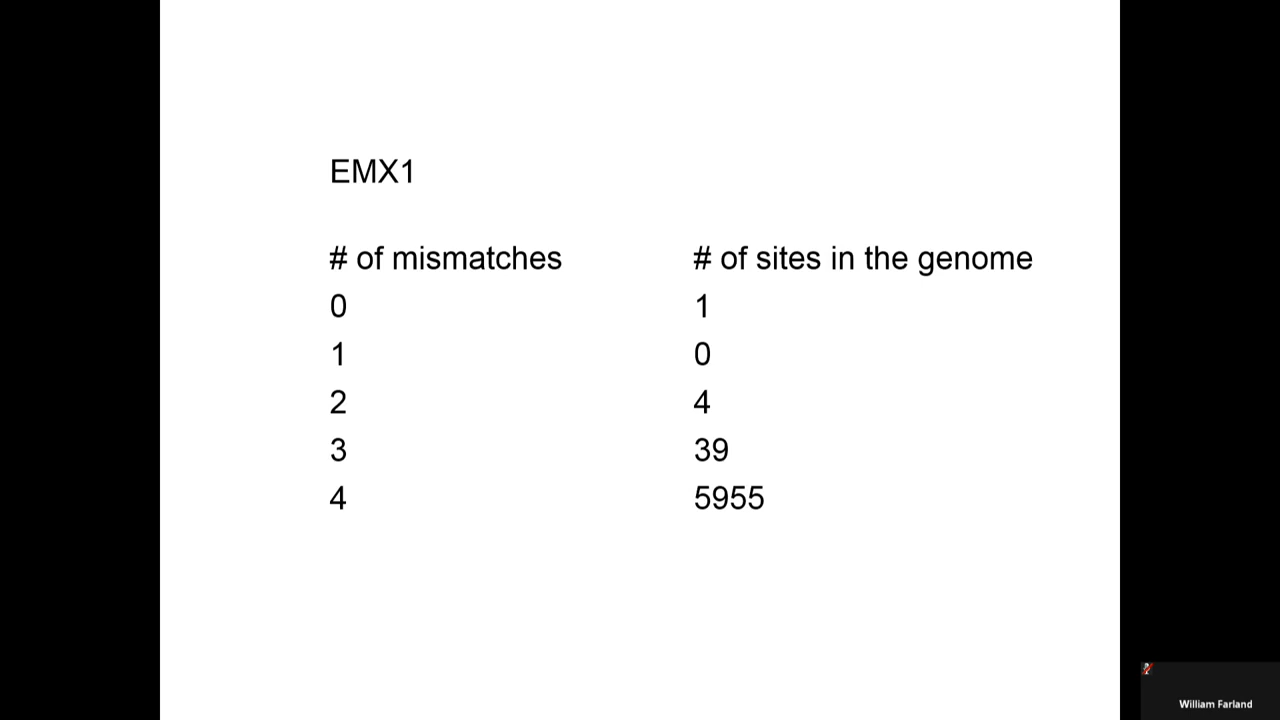 EMX1
# of mismatches # of sites in the genome
0 1
1 0
2 4
3 39
4 5955
William Farland